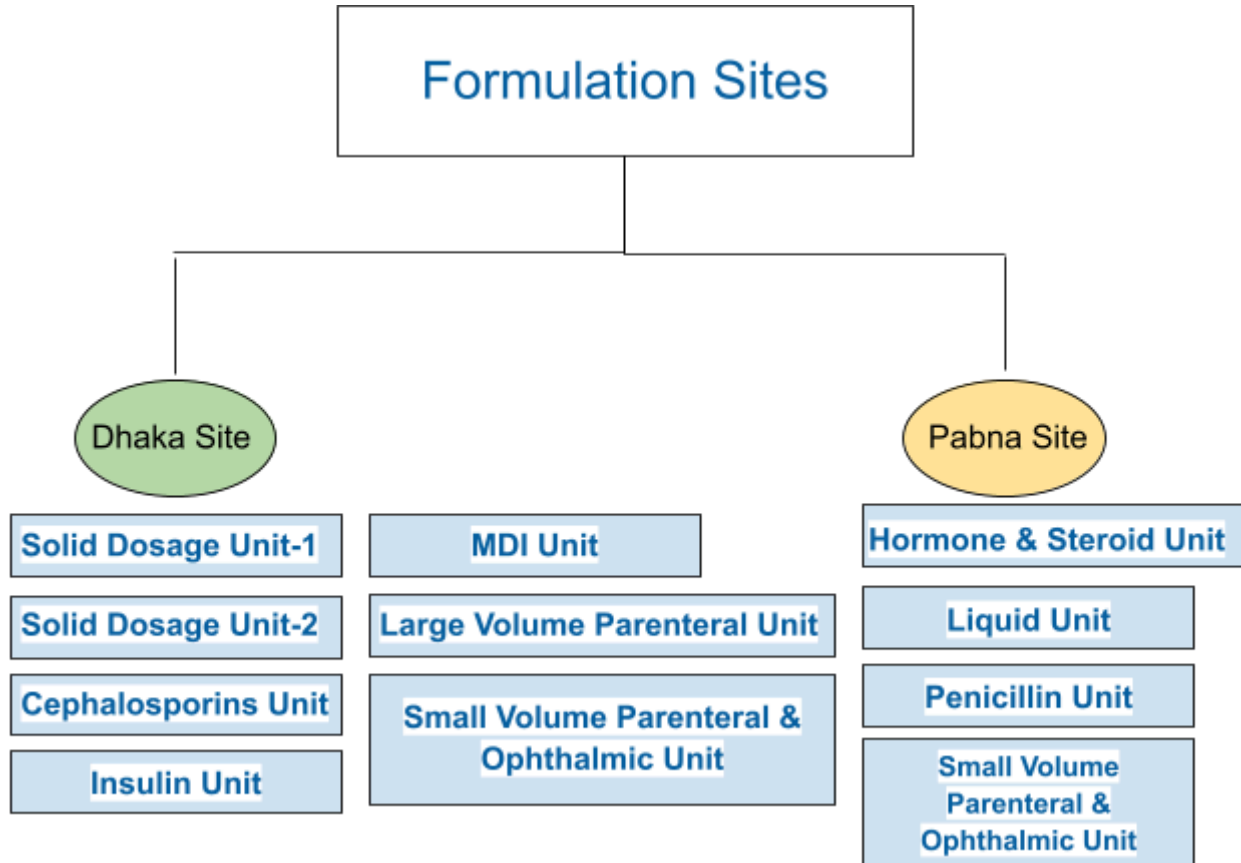 Formulation Sites
Dhaka Site
Pabna Site
Solid Dosage Unit-1
Solid Dosage Unit-2
Cephalosporins Unit
Insulin Unit
MDI Unit
Large Volume Parenteral Unit
Small Volume Parenteral &
Ophthalmic Unit
Hormone & Steroid Unit
Liquid Unit
Penicillin Unit
Small Volume
Parenteral &
Ophthalmic Unit